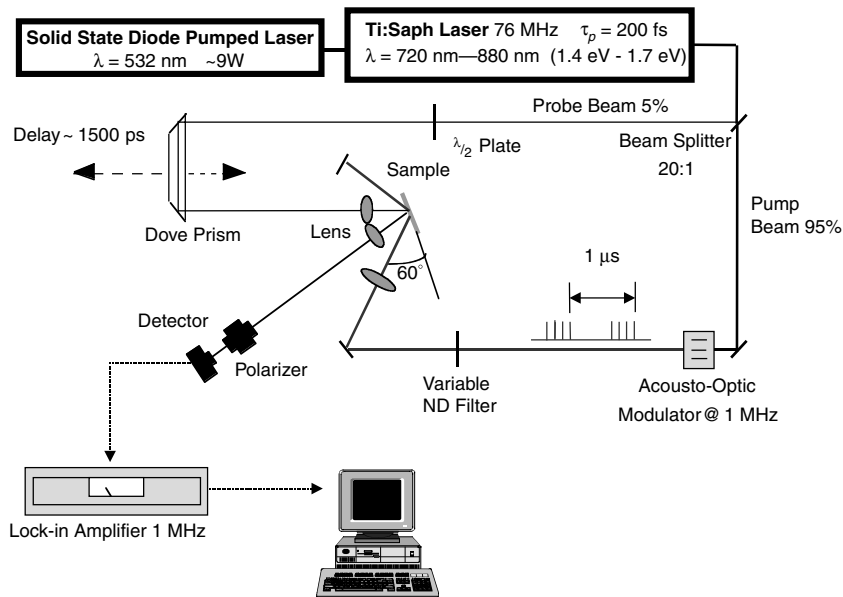 Solid State Diode Pumped Laser
λ = 532 nm ~9W
Ti:Saph Laser 76 MHz τp = 200 fs
λ = 720 nm—880 nm (1.4 eV - 1.7 eV)
Probe Beam 5%
Delay ~ 1500 ps
λ/2 Plate
Beam Splitter
20:1
Sample
Pump
Beam 95%
Dove Prism
Lens
60°
1 μs
Detector
Polarizer
Variable
ND Filter
Acousto-Optic
Modulator@ 1 MHz
Lock-in Amplifier 1 MHz